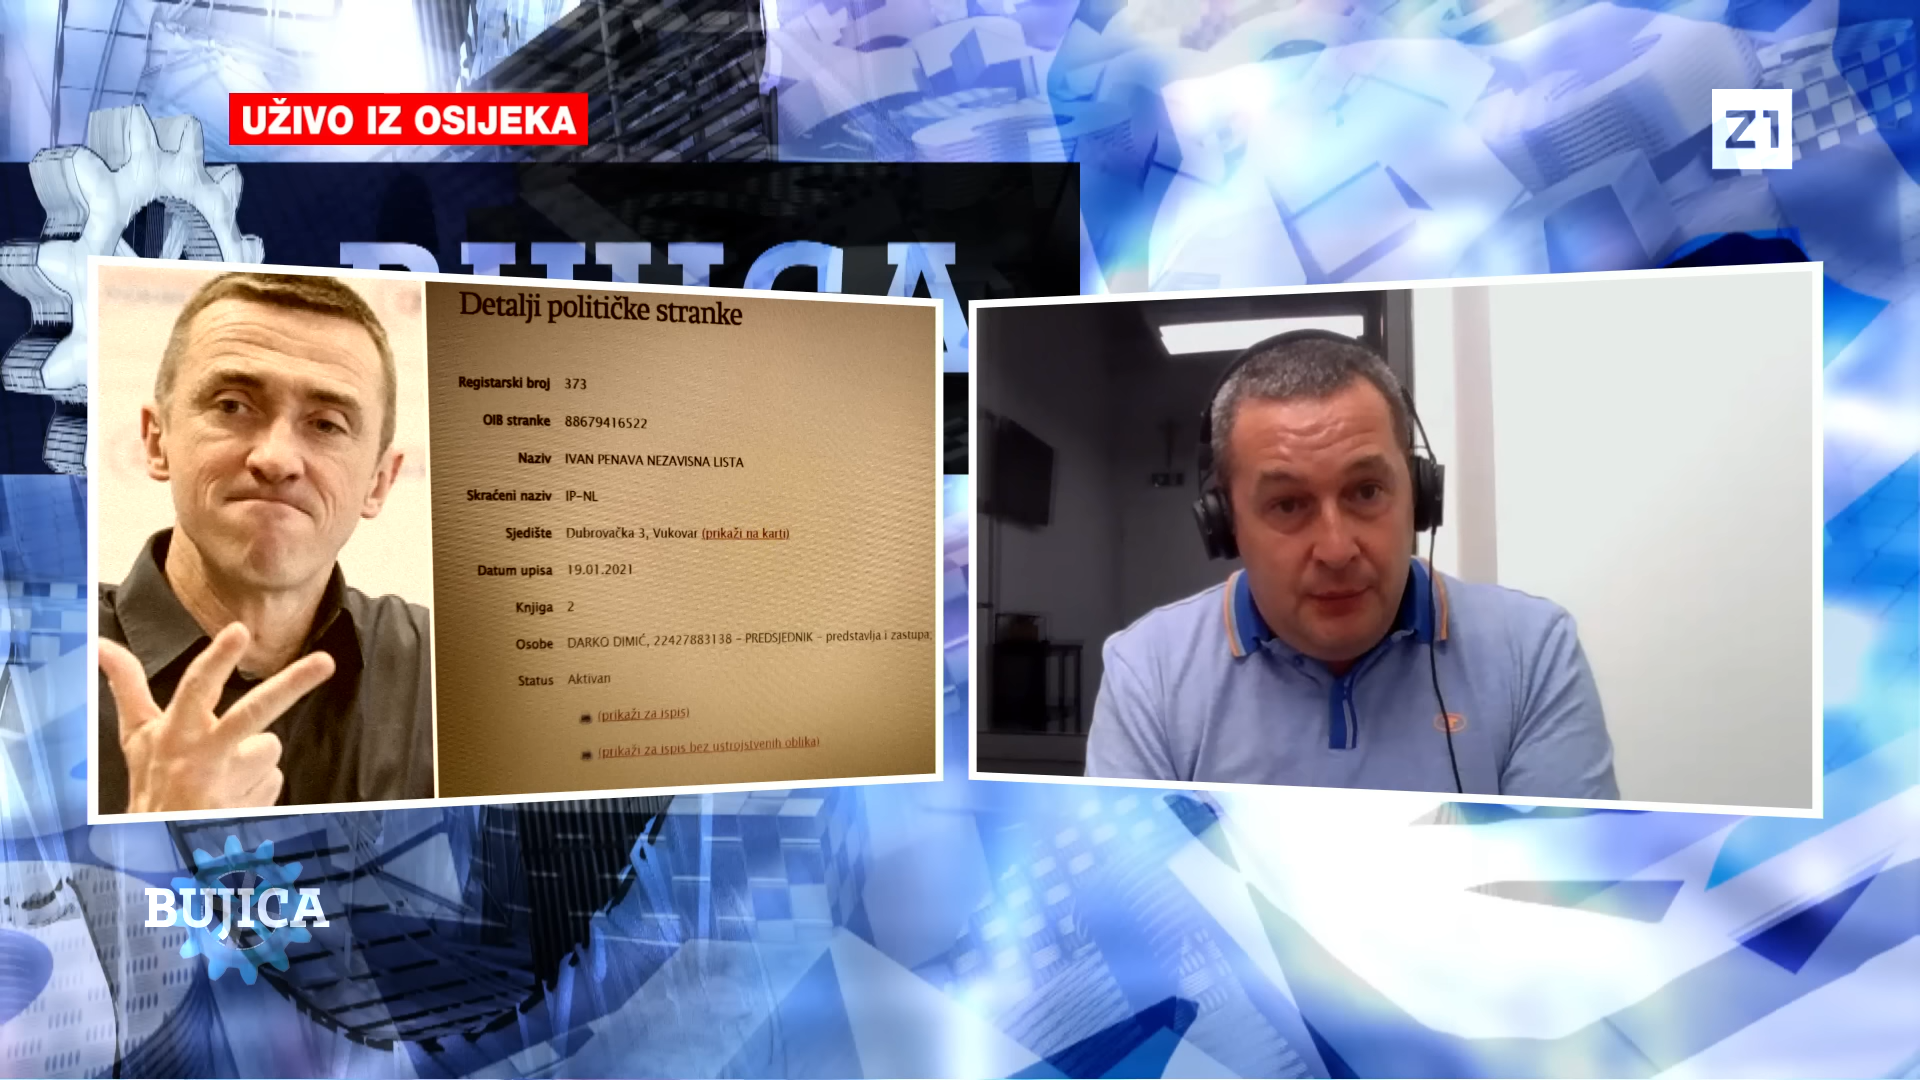 UŽIVO IZ OSIJEKA
Z1
BUJICA
Detalji političke stranke
Registarski broj 373
OIB stranke 88679416522
Naziv IVAN PENAVA NEZAVISNA LISTA
Skraćeni naziv IP-NL
Sjedište Dubrovačka 3, Vukovar (prikaži na karti)
Datum upisa 19.01.2021
Knjiga 2
Osobe DARKO DIMIĆ, 22427883138 - PREDSJEDNIK - predstavlja i zastupa;
Status Aktivan
(prikaži za ispis)
(prikaži za ispis bez ustrojstvenih oblika)
BUJICA